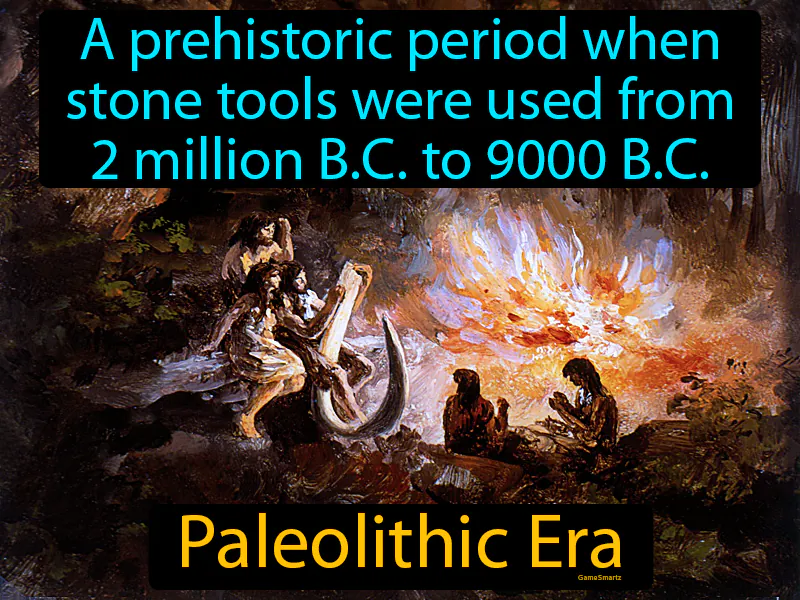 A prehistoric period when
stone tools were used from
2 million B.C. to 9000 B.C.
Paleolithic Era
GameSmartz